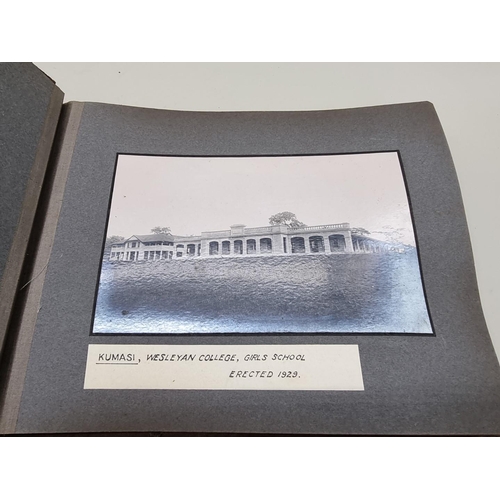 KUMASI, WESLEYAN COLLEGE, GIRLS SCHOOL
ERECTED 1929.